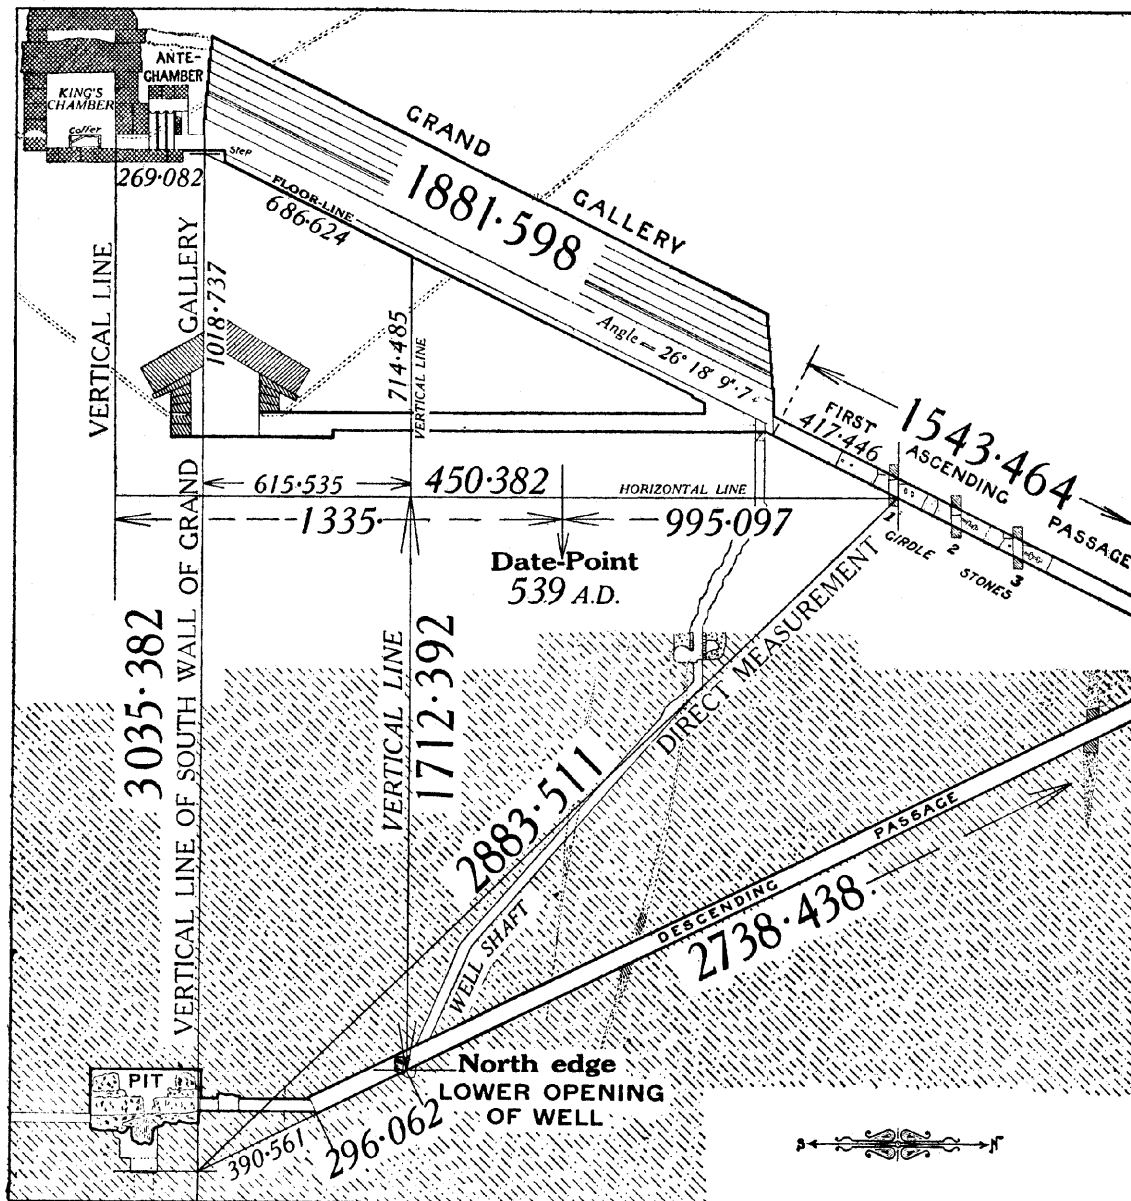 ANTE-
CHAMBER
KING'S
CHAMBER
Coffer
Step
269·082
GRAND GALLERY
1881·598
FLOOR-LINE
686·624
Angle = 26° 18' 9"·7
VERTICAL LINE
1018·737
714·485
VERTICAL LINE
FIRST ASCENDING PASSAGE
417·446
1543·464
615·535
450·382
HORIZONTAL LINE
1335·
995·097
Date-Point
539 A.D.
1
2
3
GIRDLE STONES
3035·382
VERTICAL LINE OF SOUTH WALL OF GRAND GALLERY
VERTICAL LINE
1712·392
DIRECT MEASUREMENT
2883·511
WELL SHAFT
DESCENDING PASSAGE
2738·438·
PIT
North edge
LOWER OPENING
OF WELL
390·561
296·062
S
N